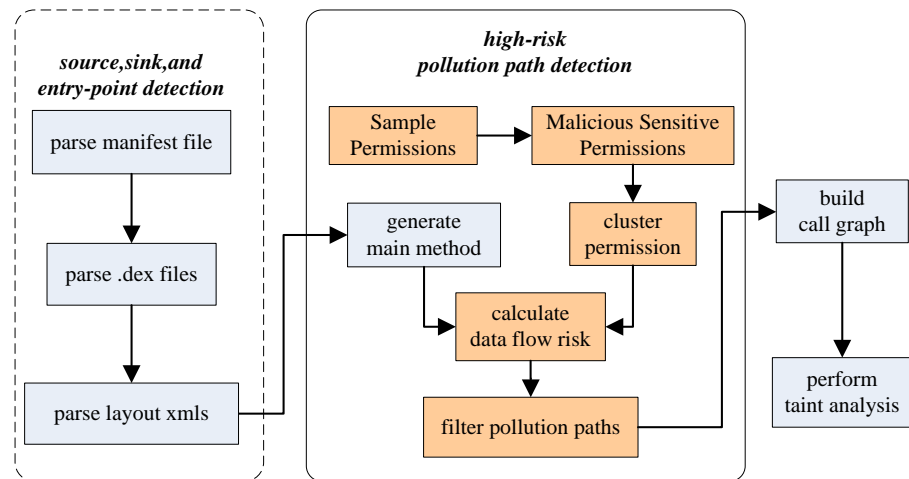 source,sink,and
entry-point detection
parse manifest file
parse .dex files
parse layout xmls
high-risk
pollution path detection
Sample
Permissions
Malicious Sensitive
Permissions
generate
main method
cluster
permission
calculate
data flow risk
filter pollution paths
build
call graph
perform
taint analysis